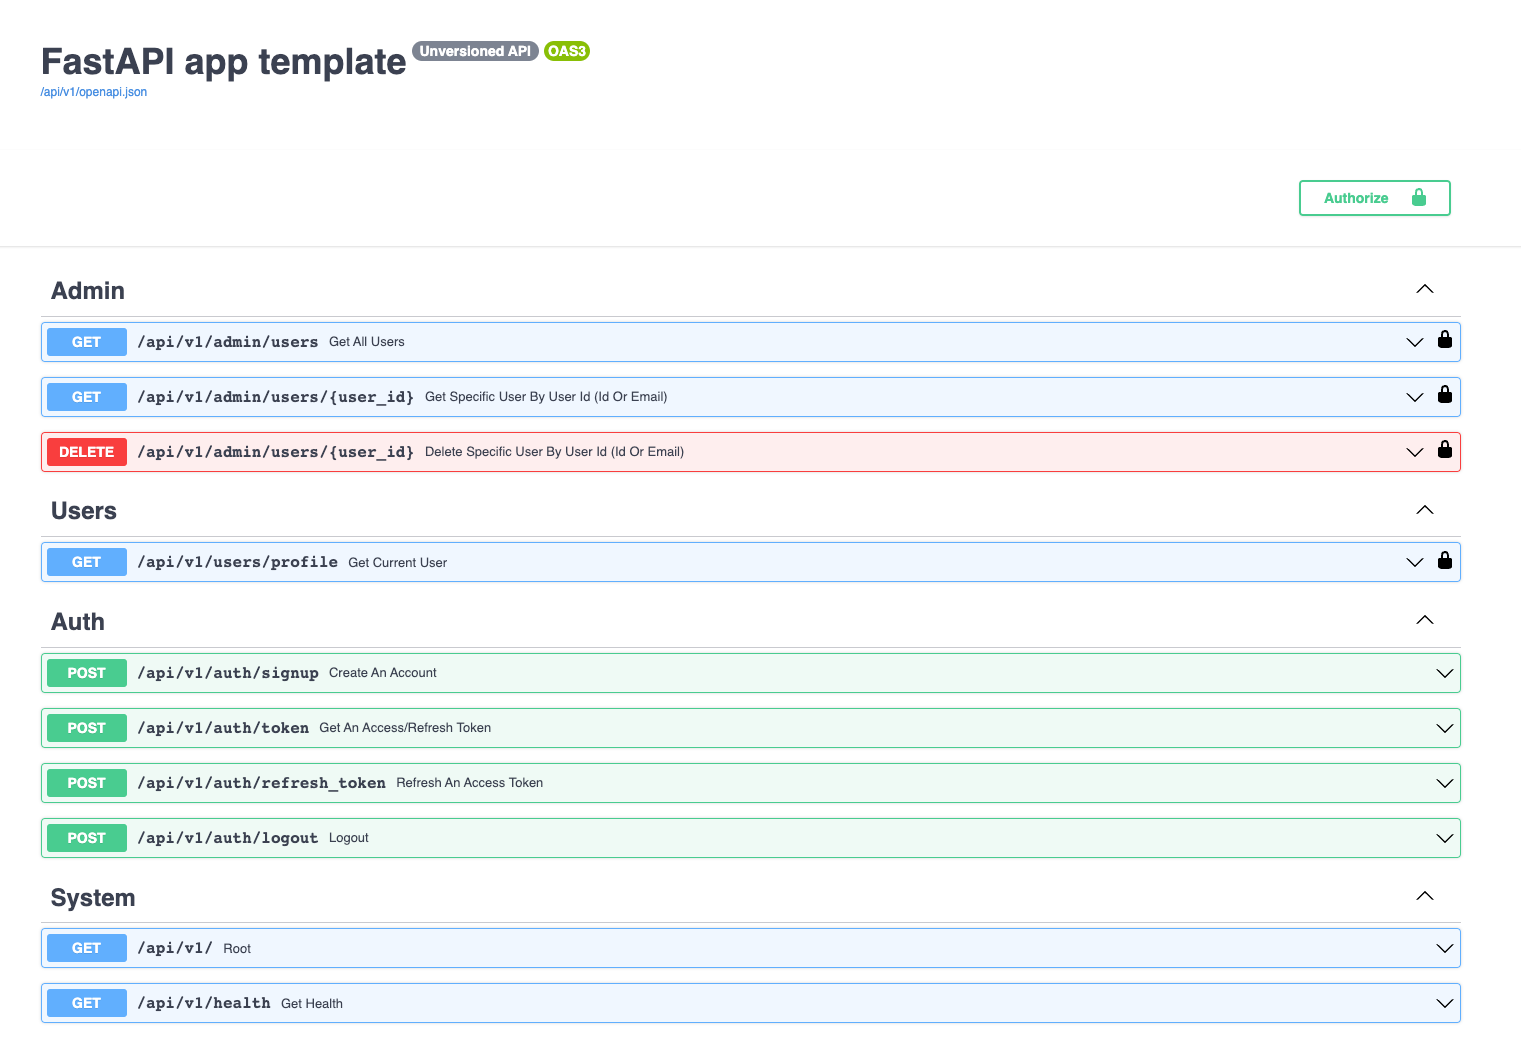 FastAPI app template Unversioned API OAS3
/api/v1/openapi.json
Authorize
Admin
GET /api/v1/admin/users Get All Users
GET /api/v1/admin/users/{user_id} Get Specific User By User Id (Id Or Email)
DELETE /api/v1/admin/users/{user_id} Delete Specific User By User Id (Id Or Email)
Users
GET /api/v1/users/profile Get Current User
Auth
POST /api/v1/auth/signup Create An Account
POST /api/v1/auth/token Get An Access/Refresh Token
POST /api/v1/auth/refresh_token Refresh An Access Token
POST /api/v1/auth/logout Logout
System
GET /api/v1/ Root
GET /api/v1/health Get Health